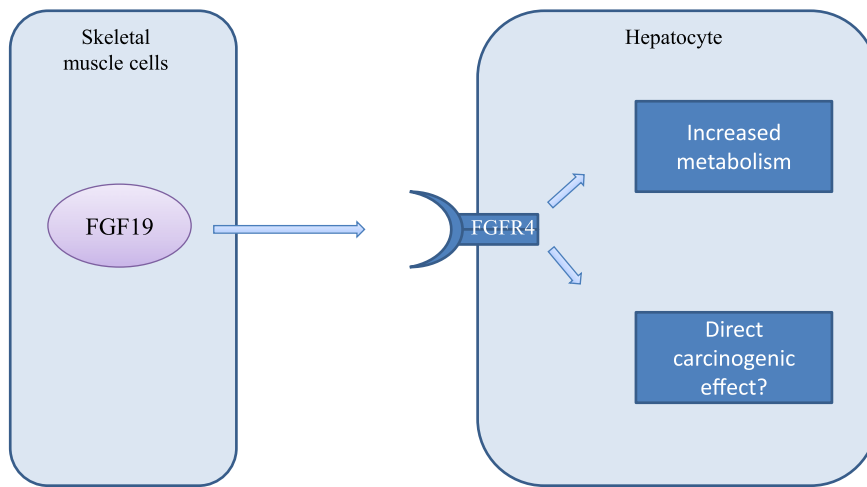 Skeletal
muscle cells
FGF19
Hepatocyte
FGFR4
Increased
metabolism
Direct
carcinogenic
effect?